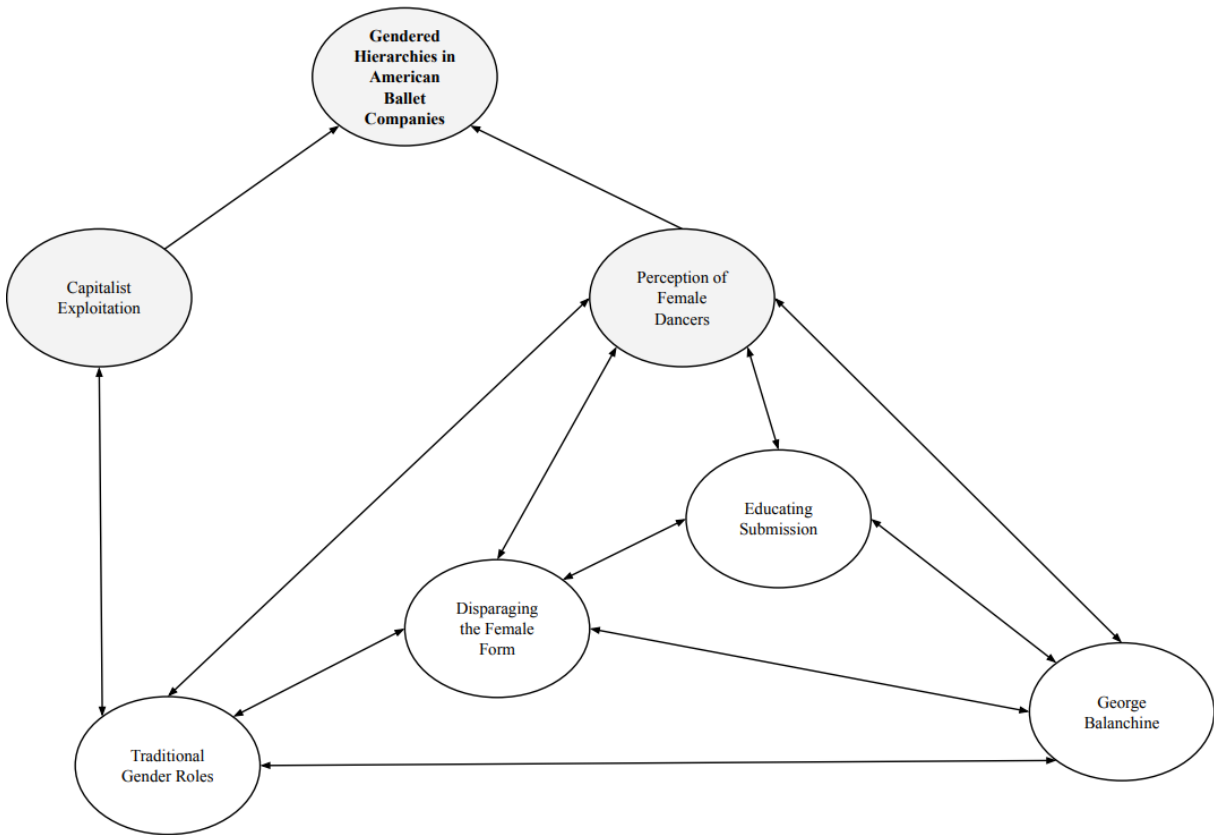 Gendered
Hierarchies in
American
Ballet
Companies
Capitalist
Exploitation
Perception of
Female
Dancers
Educating
Submission
Disparaging
the Female
Form
George
Balanchine
Traditional
Gender Roles